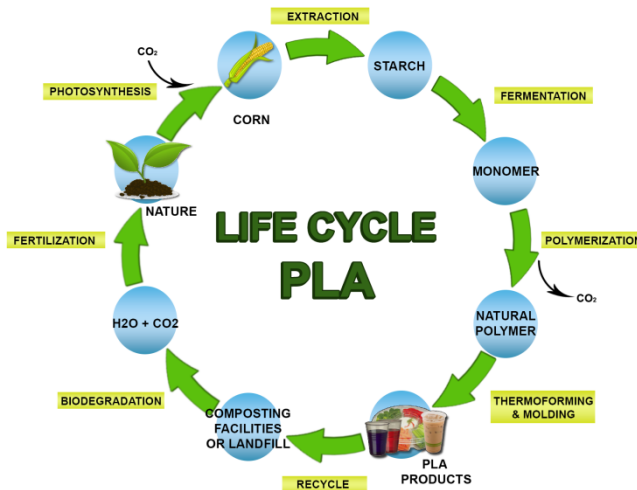 EXTRACTION
CO₂
STARCH
PHOTOSYNTHESIS
FERMENTATION
CORN
MONOMER
NATURE
LIFE CYCLE
PLA
FERTILIZATION
POLYMERIZATION
CO₂
H2O + CO2
NATURAL
POLYMER
BIODEGRADATION
THERMOFORMING
& MOLDING
COMPOSTING
FACILITIES
OR LANDFILL
PLA
PRODUCTS
RECYCLE